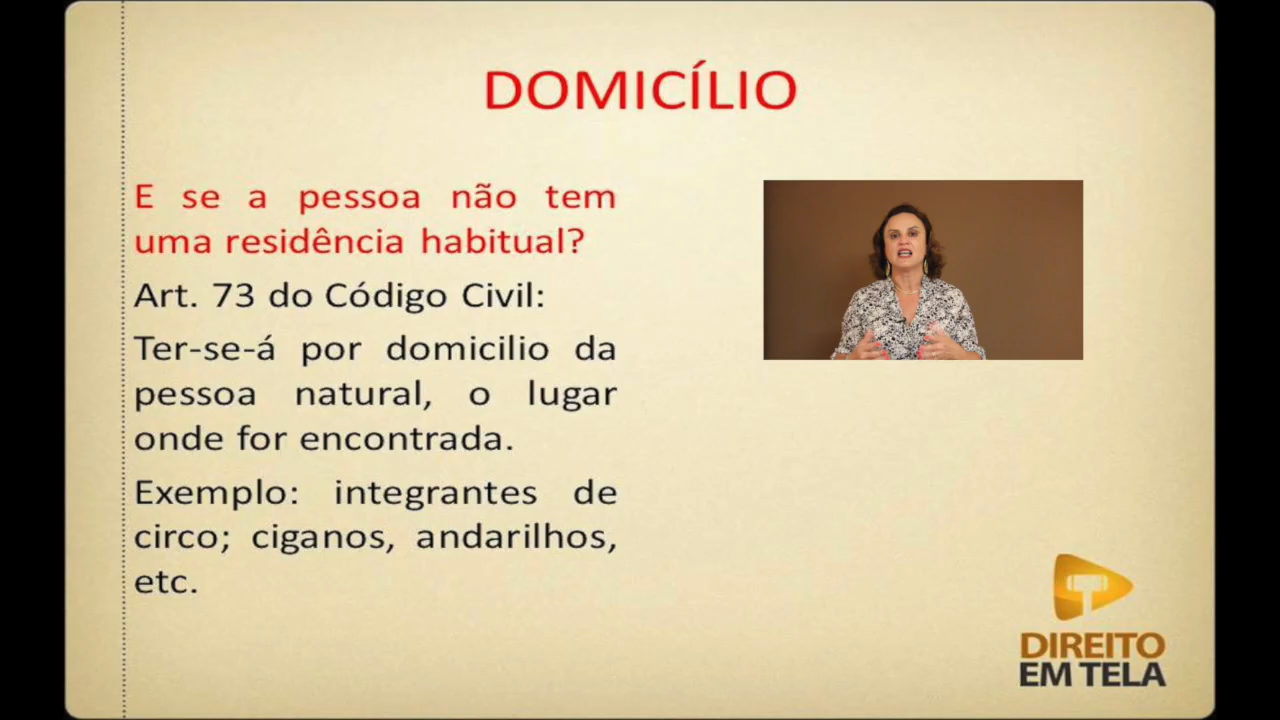 DOMICÍLIO
E se a pessoa não tem
uma residência habitual?
Art. 73 do Código Civil:
Ter-se-á por domicilio da
pessoa natural, o lugar
onde for encontrada.
Exemplo: integrantes de
circo; ciganos, andarilhos,
etc.
DIREITO
EM TELA